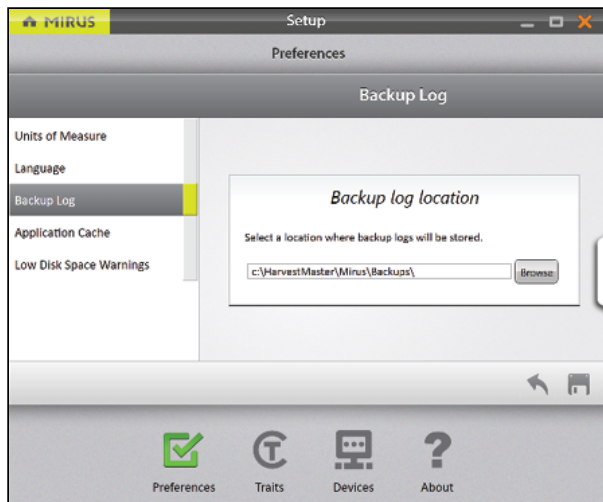 MIRUS
Setup
Preferences
Backup Log
Units of Measure
Language
Backup Log
Application Cache
Low Disk Space Warnings
Backup log location
Select a location where backup logs will be stored.
c:\HarvestMaster\Mirus\Backups\
Browse
Preferences
Traits
Devices
About